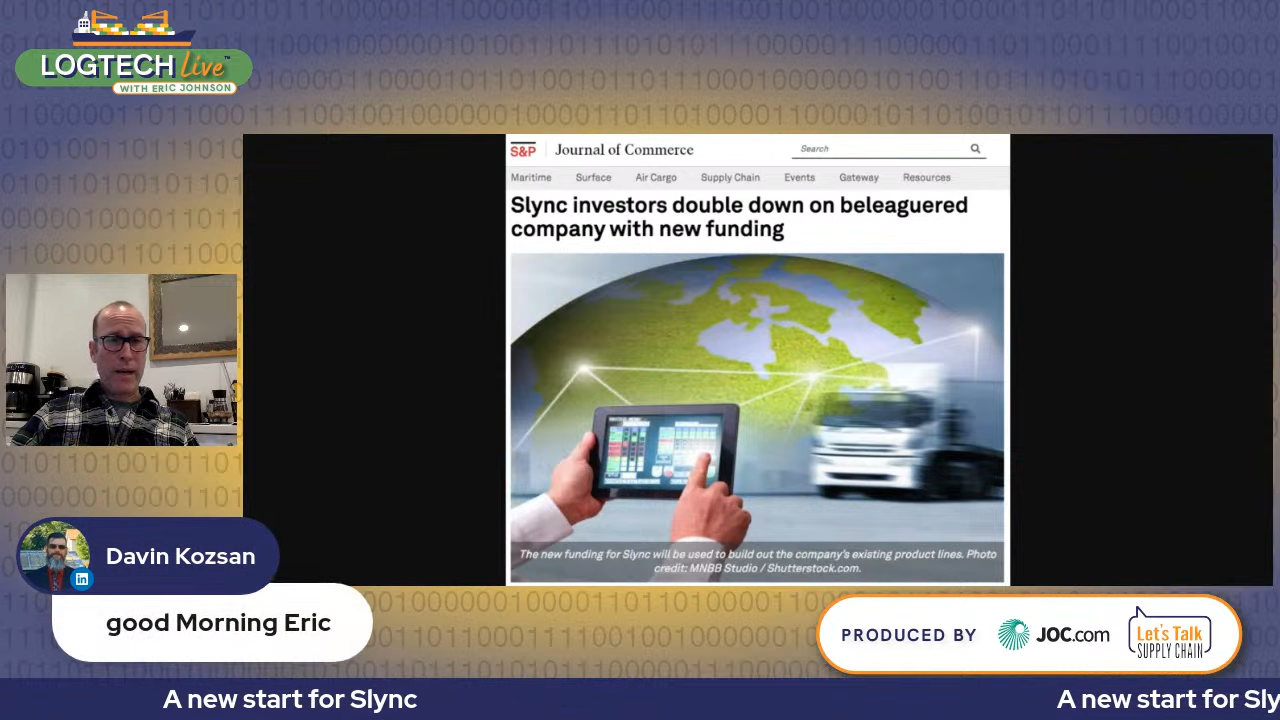 LOGTECH Live™
WITH ERIC JOHNSON
S&P
Journal of Commerce
Search
Maritime Surface Air Cargo Supply Chain Events Gateway Resources
Slync investors double down on beleaguered
company with new funding
The new funding for Slync will be used to build out the company's existing product lines. Photo
credit: MNBB Studio / Shutterstock.com.
Davin Kozsan
in
good Morning Eric
PRODUCED BY
JOC.com
Let's Talk
SUPPLY CHAIN
A new start for Slync
A new start for Sly